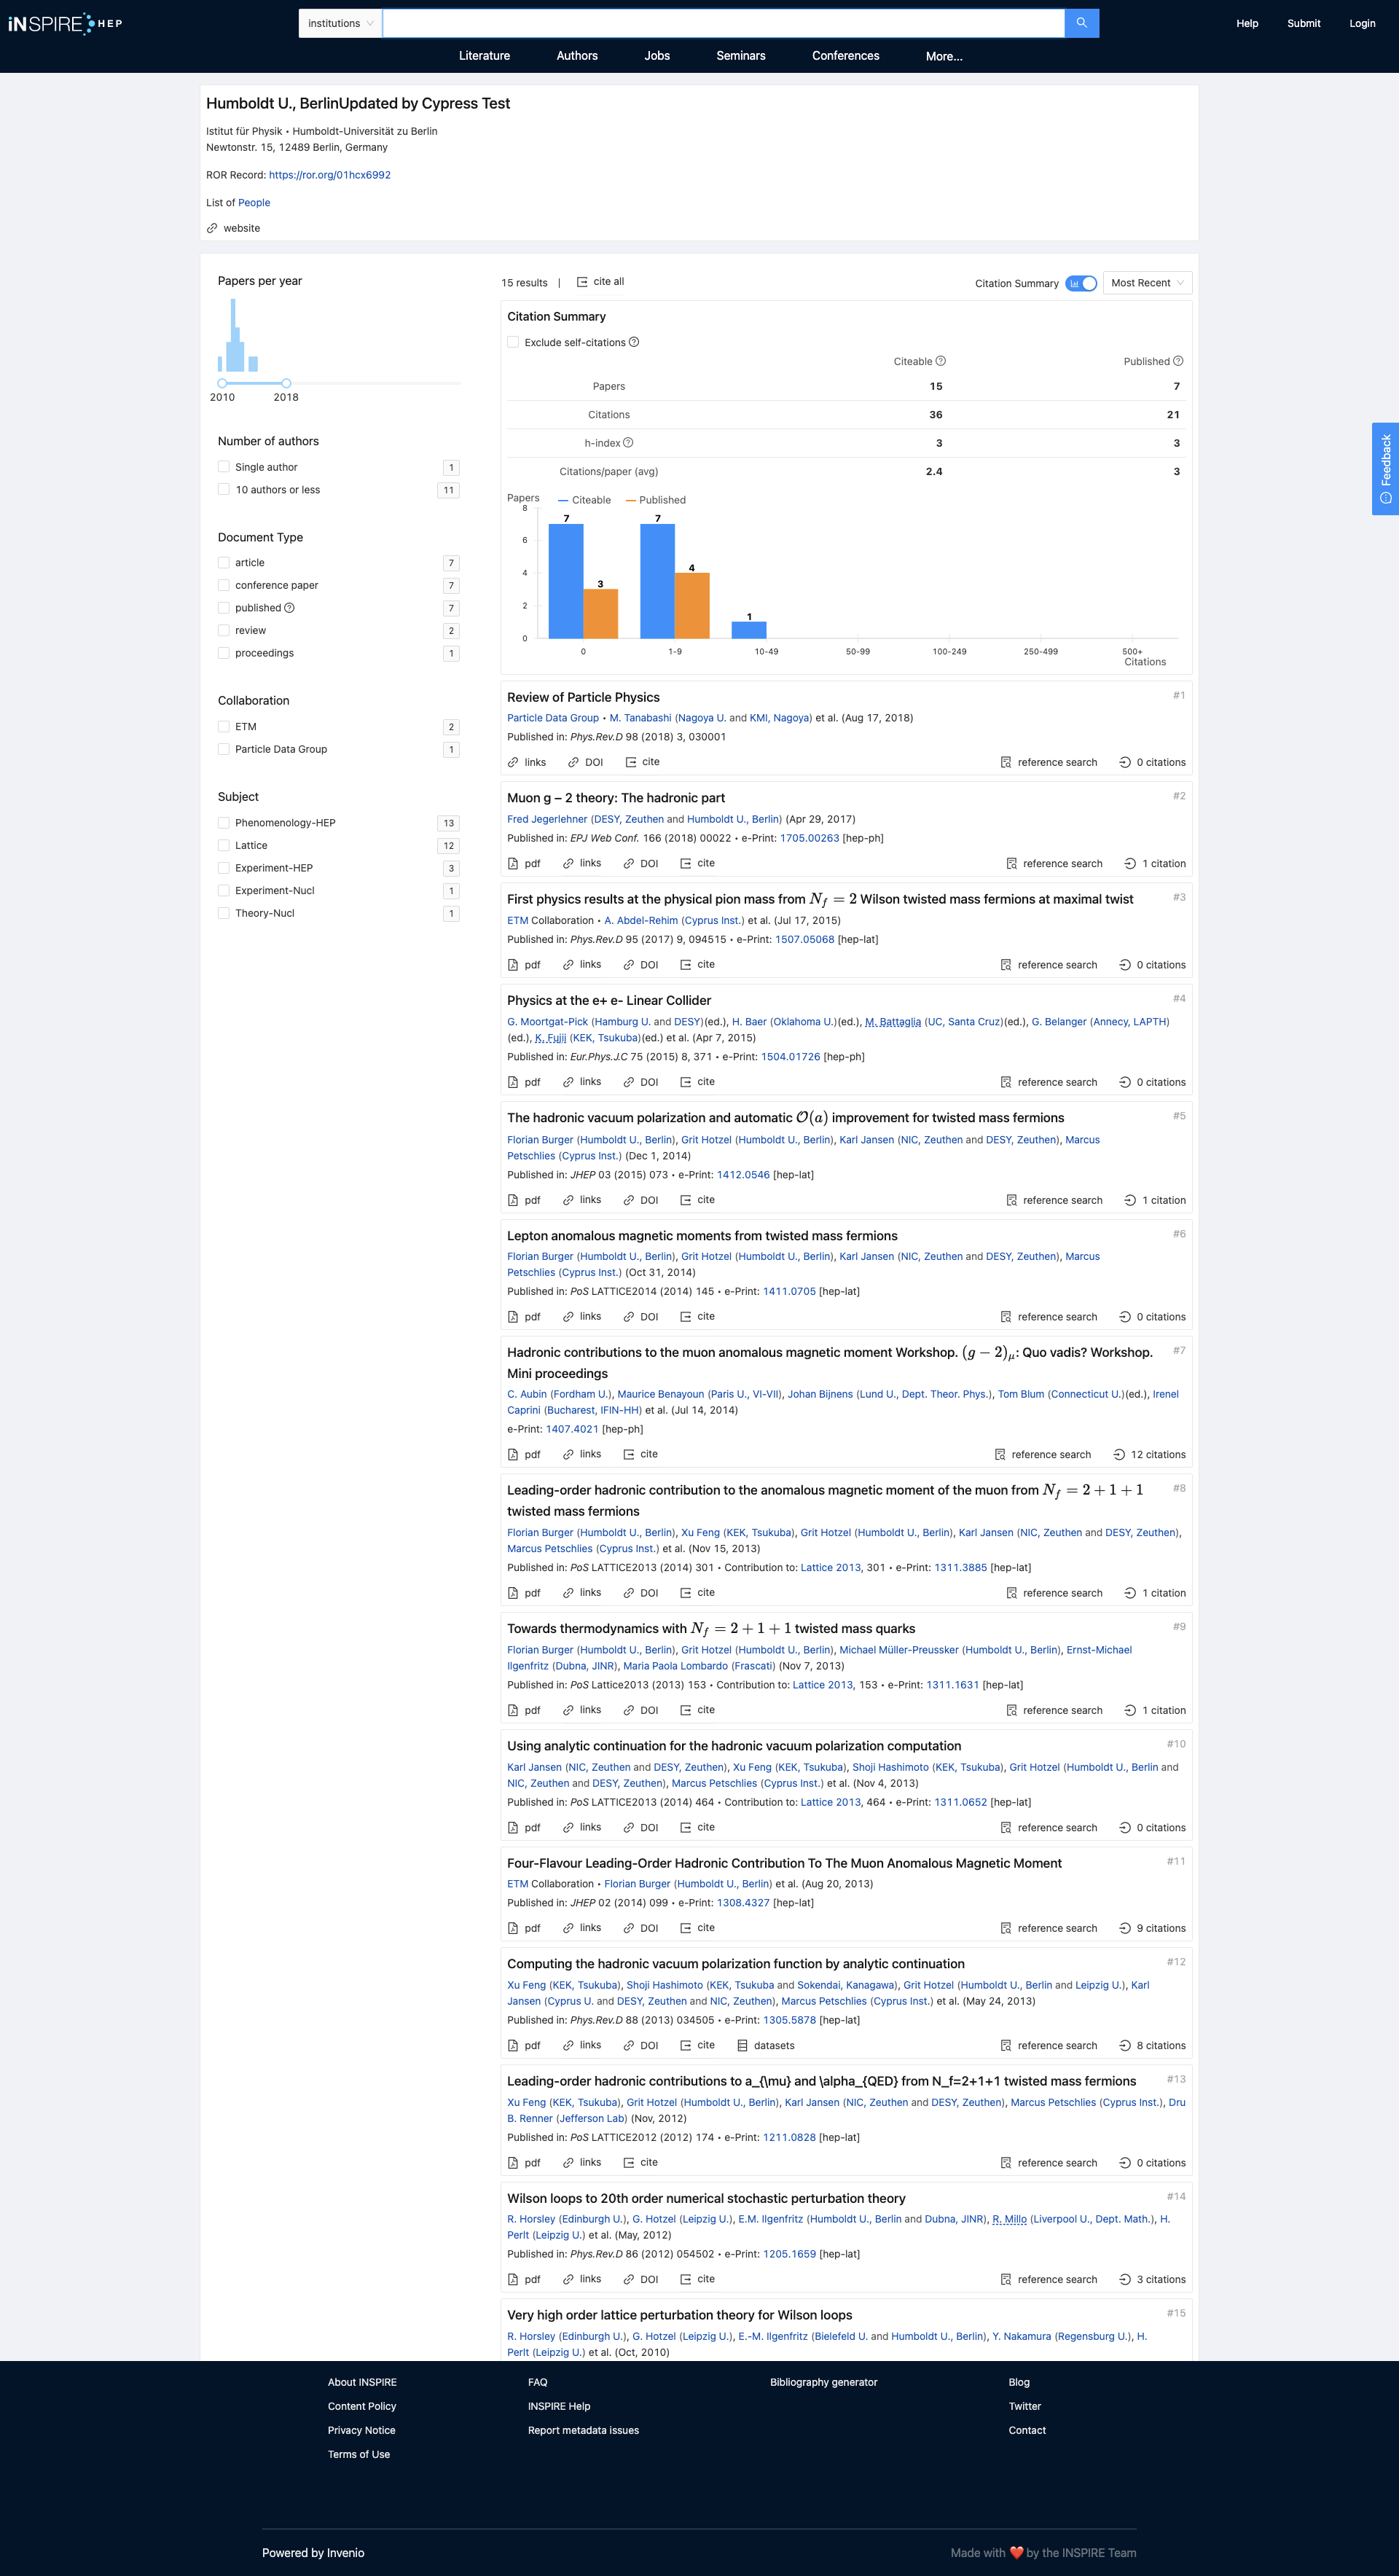 iNSPIRE HEP
institutions
Help Submit Login
Literature Authors Jobs Seminars Conferences More...
Humboldt U., BerlinUpdated by Cypress Test
Istitut für Physik • Humboldt-Universität zu Berlin
Newtonstr. 15, 12489 Berlin, Germany
ROR Record: https://ror.org/01hcx6992
List of People
website
Papers per year
2010 2018
Number of authors
Single author 1
10 authors or less 11
Document Type
article 7
conference paper 7
published 7
review 2
proceedings 1
Collaboration
ETM 2
Particle Data Group 1
Subject
Phenomenology-HEP 13
Lattice 12
Experiment-HEP 3
Experiment-Nucl 1
Theory-Nucl 1
15 results | cite all
Citation Summary Most Recent
Citation Summary
Exclude self-citations
Citeable Published
Papers 15 7
Citations 36 21
h-index 3 3
Citations/paper (avg) 2.4 3
Papers Citeable Published
8
6
4
2
0
7 3 7 4 1
0 1-9 10-49 50-99 100-249 250-499 500+
Citations
Feedback
Review of Particle Physics #1
Particle Data Group • M. Tanabashi (Nagoya U. and KMI, Nagoya) et al. (Aug 17, 2018)
Published in: Phys.Rev.D 98 (2018) 3, 030001
links DOI cite reference search 0 citations
Muon g − 2 theory: The hadronic part #2
Fred Jegerlehner (DESY, Zeuthen and Humboldt U., Berlin) (Apr 29, 2017)
Published in: EPJ Web Conf. 166 (2018) 00022 • e-Print: 1705.00263 [hep-ph]
pdf links DOI cite reference search 1 citation
First physics results at the physical pion mass from N_f = 2 Wilson twisted mass fermions at maximal twist #3
ETM Collaboration • A. Abdel-Rehim (Cyprus Inst.) et al. (Jul 17, 2015)
Published in: Phys.Rev.D 95 (2017) 9, 094515 • e-Print: 1507.05068 [hep-lat]
pdf links DOI cite reference search 0 citations
Physics at the e+ e- Linear Collider #4
G. Moortgat-Pick (Hamburg U. and DESY)(ed.), H. Baer (Oklahoma U.)(ed.), M. Battaglia (UC, Santa Cruz)(ed.), G. Belanger (Annecy, LAPTH)
(ed.), K. Fujii (KEK, Tsukuba)(ed.) et al. (Apr 7, 2015)
Published in: Eur.Phys.J.C 75 (2015) 8, 371 • e-Print: 1504.01726 [hep-ph]
pdf links DOI cite reference search 0 citations
The hadronic vacuum polarization and automatic O(a) improvement for twisted mass fermions #5
Florian Burger (Humboldt U., Berlin), Grit Hotzel (Humboldt U., Berlin), Karl Jansen (NIC, Zeuthen and DESY, Zeuthen), Marcus
Petschlies (Cyprus Inst.) (Dec 1, 2014)
Published in: JHEP 03 (2015) 073 • e-Print: 1412.0546 [hep-lat]
pdf links DOI cite reference search 1 citation
Lepton anomalous magnetic moments from twisted mass fermions #6
Florian Burger (Humboldt U., Berlin), Grit Hotzel (Humboldt U., Berlin), Karl Jansen (NIC, Zeuthen and DESY, Zeuthen), Marcus
Petschlies (Cyprus Inst.) (Oct 31, 2014)
Published in: PoS LATTICE2014 (2014) 145 • e-Print: 1411.0705 [hep-lat]
pdf links DOI cite reference search 0 citations
Hadronic contributions to the muon anomalous magnetic moment Workshop. (g − 2)_μ: Quo vadis? Workshop. #7
Mini proceedings
C. Aubin (Fordham U.), Maurice Benayoun (Paris U., VI-VII), Johan Bijnens (Lund U., Dept. Theor. Phys.), Tom Blum (Connecticut U.)(ed.), Irenel
Caprini (Bucharest, IFIN-HH) et al. (Jul 14, 2014)
e-Print: 1407.4021 [hep-ph]
pdf links cite reference search 12 citations
Leading-order hadronic contribution to the anomalous magnetic moment of the muon from N_f = 2 + 1 + 1 #8
twisted mass fermions
Florian Burger (Humboldt U., Berlin), Xu Feng (KEK, Tsukuba), Grit Hotzel (Humboldt U., Berlin), Karl Jansen (NIC, Zeuthen and DESY, Zeuthen),
Marcus Petschlies (Cyprus Inst.) et al. (Nov 15, 2013)
Published in: PoS LATTICE2013 (2014) 301 • Contribution to: Lattice 2013, 301 • e-Print: 1311.3885 [hep-lat]
pdf links DOI cite reference search 1 citation
Towards thermodynamics with N_f = 2 + 1 + 1 twisted mass quarks #9
Florian Burger (Humboldt U., Berlin), Grit Hotzel (Humboldt U., Berlin), Michael Müller-Preussker (Humboldt U., Berlin), Ernst-Michael
Ilgenfritz (Dubna, JINR), Maria Paola Lombardo (Frascati) (Nov 7, 2013)
Published in: PoS Lattice2013 (2013) 153 • Contribution to: Lattice 2013, 153 • e-Print: 1311.1631 [hep-lat]
pdf links DOI cite reference search 1 citation
Using analytic continuation for the hadronic vacuum polarization computation #10
Karl Jansen (NIC, Zeuthen and DESY, Zeuthen), Xu Feng (KEK, Tsukuba), Shoji Hashimoto (KEK, Tsukuba), Grit Hotzel (Humboldt U., Berlin and
NIC, Zeuthen and DESY, Zeuthen), Marcus Petschlies (Cyprus Inst.) et al. (Nov 4, 2013)
Published in: PoS LATTICE2013 (2014) 464 • Contribution to: Lattice 2013, 464 • e-Print: 1311.0652 [hep-lat]
pdf links DOI cite reference search 0 citations
Four-Flavour Leading-Order Hadronic Contribution To The Muon Anomalous Magnetic Moment #11
ETM Collaboration • Florian Burger (Humboldt U., Berlin) et al. (Aug 20, 2013)
Published in: JHEP 02 (2014) 099 • e-Print: 1308.4327 [hep-lat]
pdf links DOI cite reference search 9 citations
Computing the hadronic vacuum polarization function by analytic continuation #12
Xu Feng (KEK, Tsukuba), Shoji Hashimoto (KEK, Tsukuba and Sokendai, Kanagawa), Grit Hotzel (Humboldt U., Berlin and Leipzig U.), Karl
Jansen (Cyprus U. and DESY, Zeuthen and NIC, Zeuthen), Marcus Petschlies (Cyprus Inst.) et al. (May 24, 2013)
Published in: Phys.Rev.D 88 (2013) 034505 • e-Print: 1305.5878 [hep-lat]
pdf links DOI cite datasets reference search 8 citations
Leading-order hadronic contributions to a_{\mu} and \alpha_{QED} from N_f=2+1+1 twisted mass fermions #13
Xu Feng (KEK, Tsukuba), Grit Hotzel (Humboldt U., Berlin), Karl Jansen (NIC, Zeuthen and DESY, Zeuthen), Marcus Petschlies (Cyprus Inst.), Dru
B. Renner (Jefferson Lab) (Nov, 2012)
Published in: PoS LATTICE2012 (2012) 174 • e-Print: 1211.0828 [hep-lat]
pdf links cite reference search 0 citations
Wilson loops to 20th order numerical stochastic perturbation theory #14
R. Horsley (Edinburgh U.), G. Hotzel (Leipzig U.), E.M. Ilgenfritz (Humboldt U., Berlin and Dubna, JINR), R. Millo (Liverpool U., Dept. Math.), H.
Perlt (Leipzig U.) et al. (May, 2012)
Published in: Phys.Rev.D 86 (2012) 054502 • e-Print: 1205.1659 [hep-lat]
pdf links DOI cite reference search 3 citations
Very high order lattice perturbation theory for Wilson loops #15
R. Horsley (Edinburgh U.), G. Hotzel (Leipzig U.), E.-M. Ilgenfritz (Bielefeld U. and Humboldt U., Berlin), Y. Nakamura (Regensburg U.), H.
Perlt (Leipzig U.) et al. (Oct, 2010)
About INSPIRE FAQ Bibliography generator Blog
Content Policy INSPIRE Help Twitter
Privacy Notice Report metadata issues Contact
Terms of Use
Powered by Invenio Made with ❤️ by the INSPIRE Team